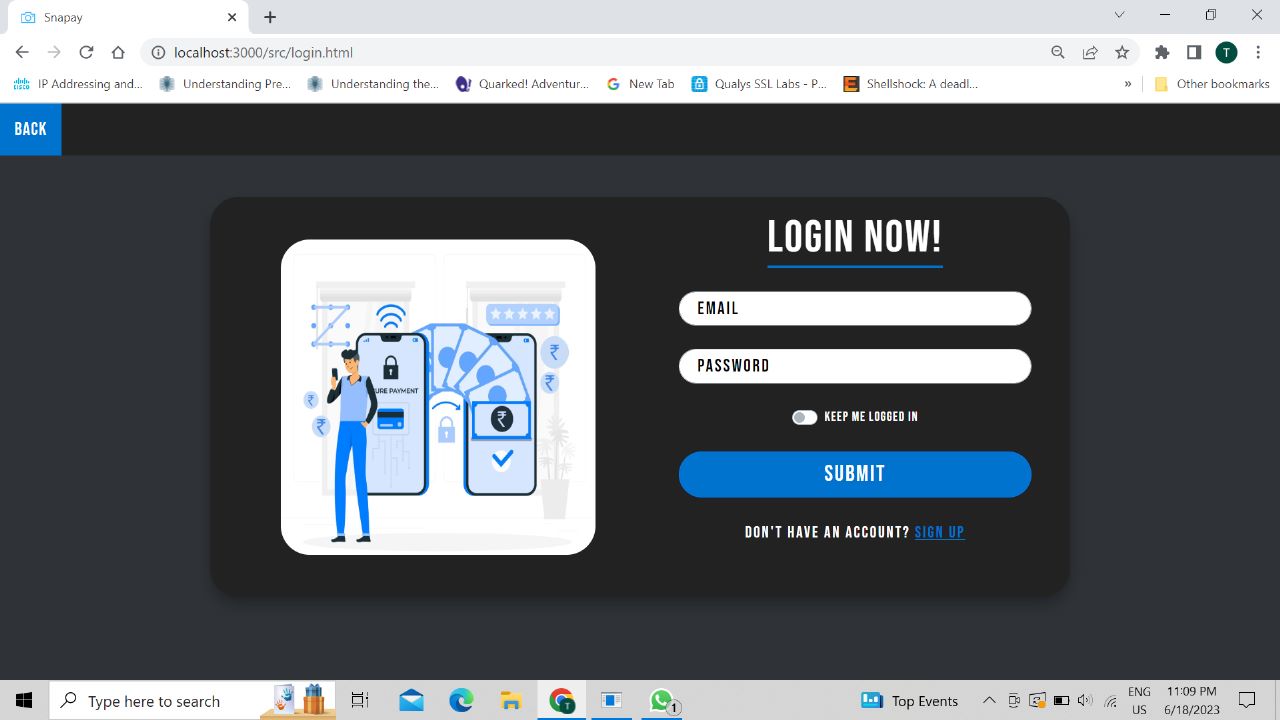 Snapay
localhost:3000/src/login.html
T
IP Addressing and...
Understanding Pre...
Understanding the...
Quarked! Adventur...
New Tab
Qualys SSL Labs - P...
Shellshock: A deadl...
»
Other bookmarks
BACK
LOGIN NOW!
EMAIL
PASSWORD
KEEP ME LOGGED IN
SUBMIT
DON'T HAVE AN ACCOUNT? SIGN UP
URE PAYMENT
₹
₹
₹
₹
₹
Type here to search
T
1
Top Events
ENG
US
11:09 PM
6/18/2023